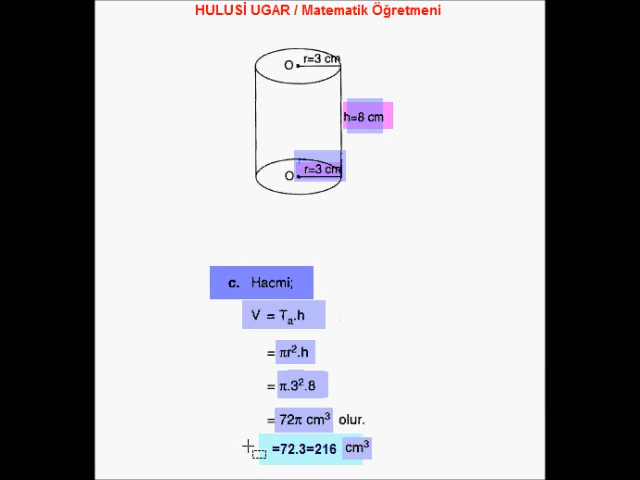 HULUSİ UGAR / Matematik Öğretmeni
O r=3 cm
h=8 cm
O r=3 cm
c. Hacmi;
V = Tₐ.h
= πr².h
= π.3².8
= 72π cm³ olur.
=72.3=216 cm³